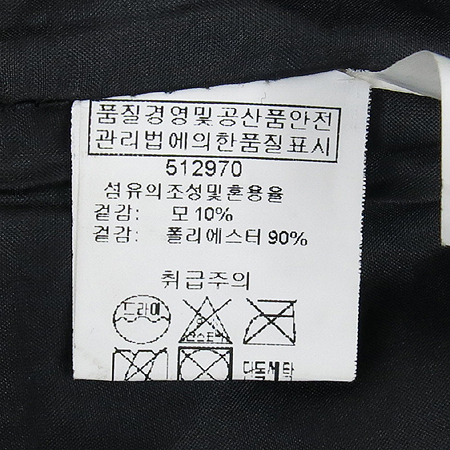 품질경영및공산품안전
관리법에의한품질표시
512970
섬유의조성및혼용율
겉감: 모 10%
겉감: 폴리에스터 90%
취급주의
드라이
단독세탁